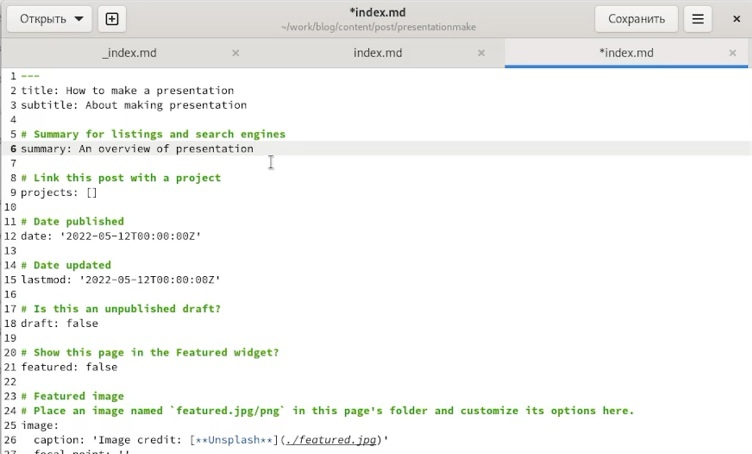 Открыть
*index.md
~/work/blog/content/post/presentationmake
Сохранить
_index.md
index.md
*index.md
1 ---
2 title: How to make a presentation
3 subtitle: About making presentation
4
5 # Summary for listings and search engines
6 summary: An overview of presentation
7
8 # Link this post with a project
9 projects: []
10
11 # Date published
12 date: '2022-05-12T00:00:00Z'
13
14 # Date updated
15 lastmod: '2022-05-12T00:00:00Z'
16
17 # Is this an unpublished draft?
18 draft: false
19
20 # Show this page in the Featured widget?
21 featured: false
22
23 # Featured image
24 # Place an image named `featured.jpg/png` in this page's folder and customize its options here.
25 image:
26   caption: 'Image credit: [**Unsplash**](./featured.jpg)'
27   focal_point: ''